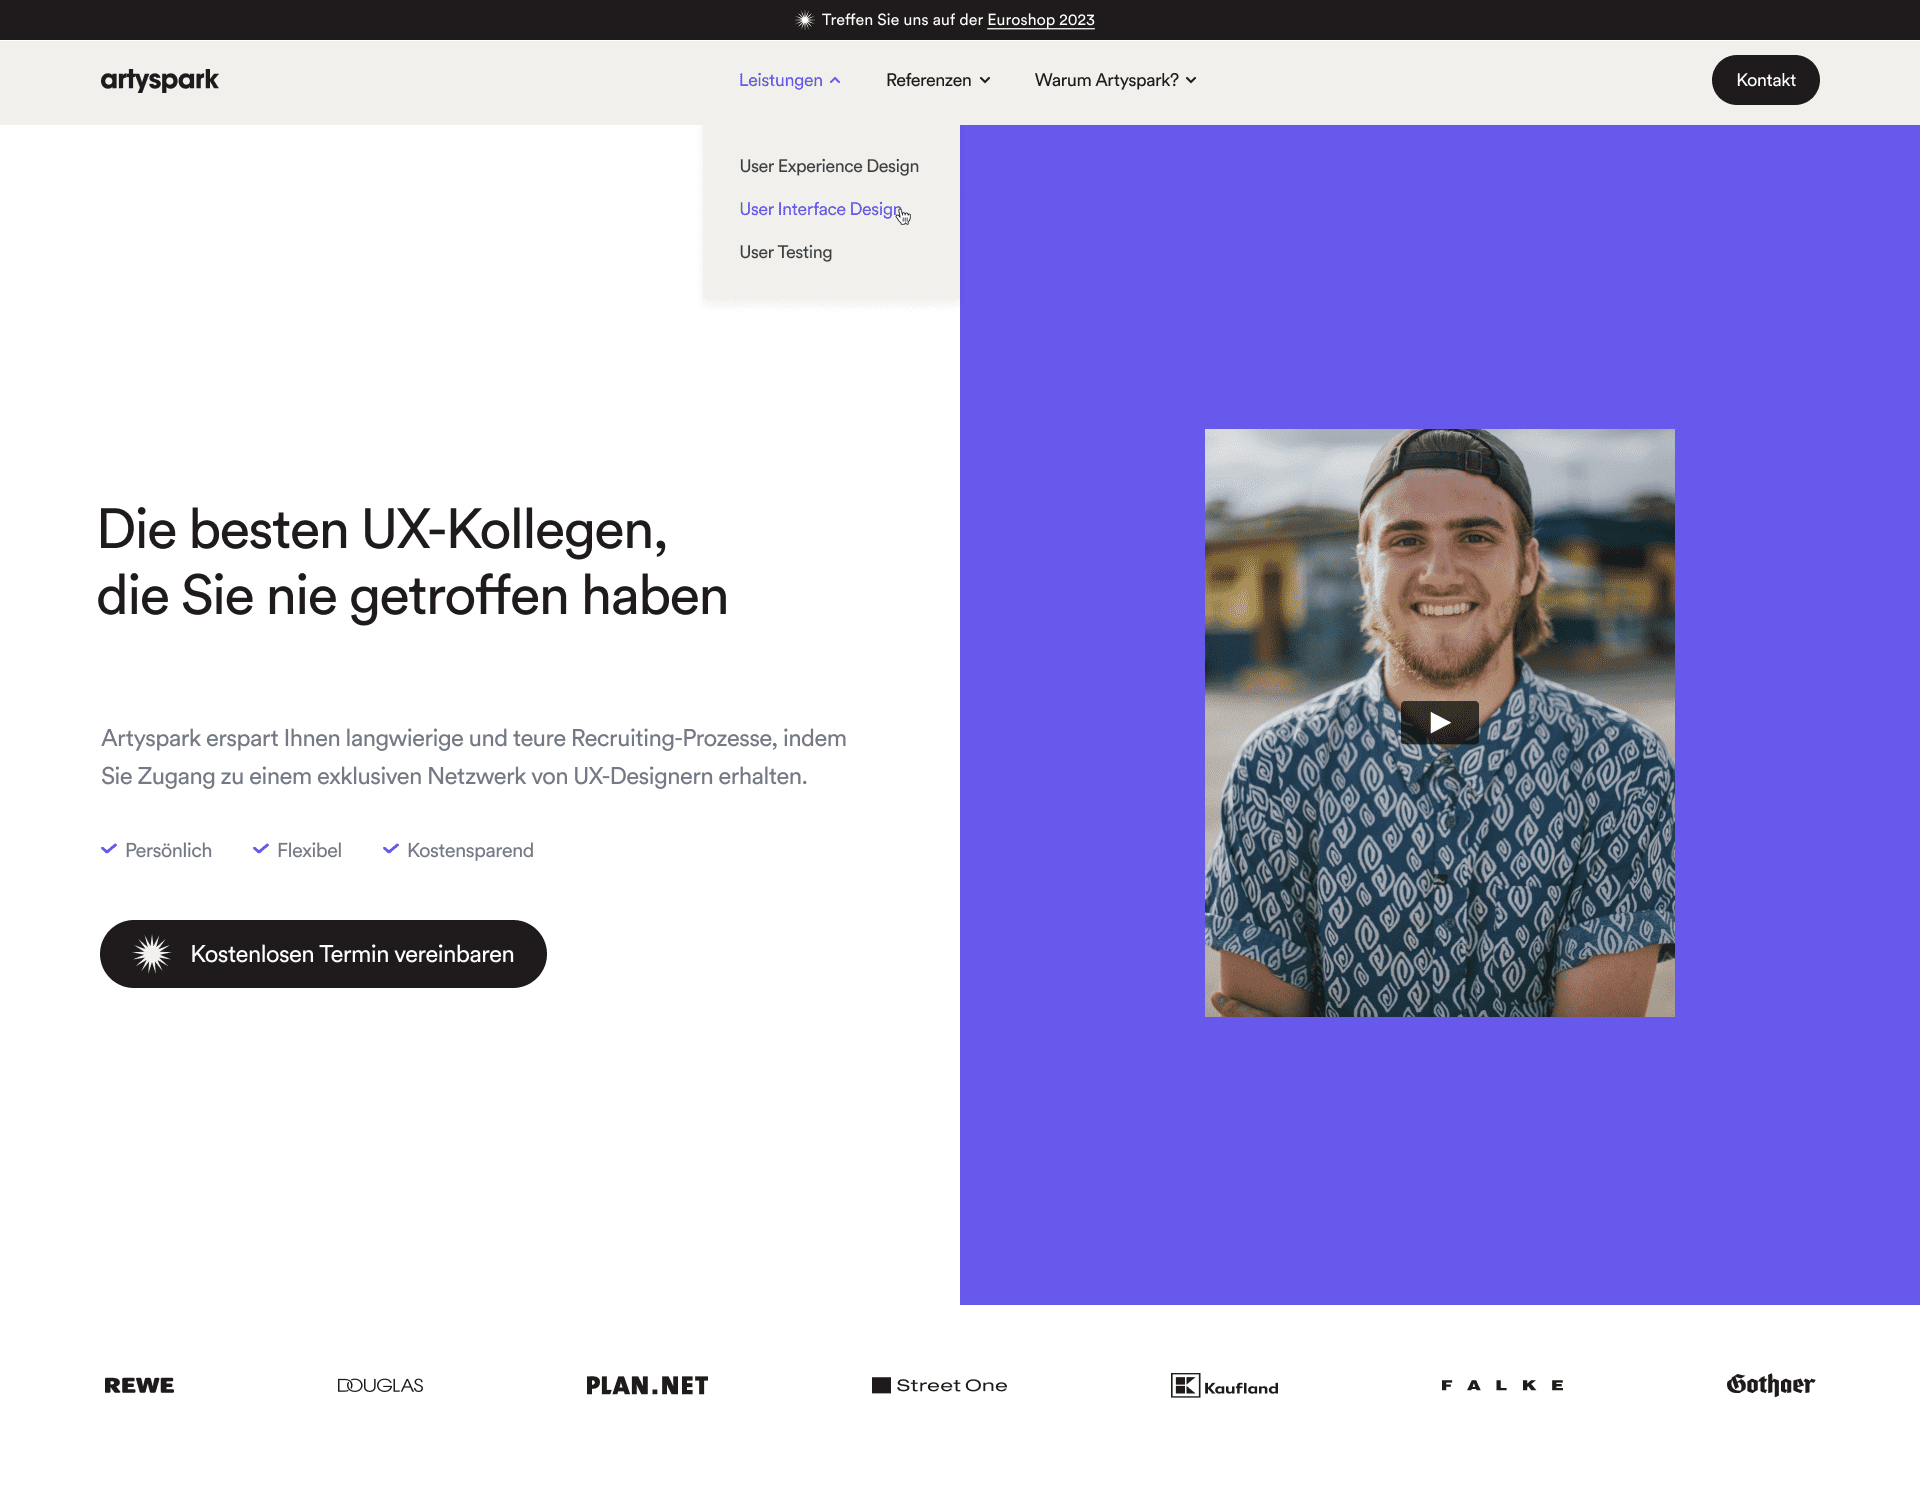 Treffen Sie uns auf der Euroshop 2023
artyspark
Leistungen
Referenzen
Warum Artyspark?
Kontakt
User Experience Design
User Interface Design
User Testing
Die besten UX-Kollegen,
die Sie nie getroffen haben
Artyspark erspart Ihnen langwierige und teure Recruiting-Prozesse, indem
Sie Zugang zu einem exklusiven Netzwerk von UX-Designern erhalten.
Persönlich
Flexibel
Kostensparend
Kostenlosen Termin vereinbaren
REWE
DOUGLAS
PLAN.NET
Street One
Kaufland
FALKE
Gothaer